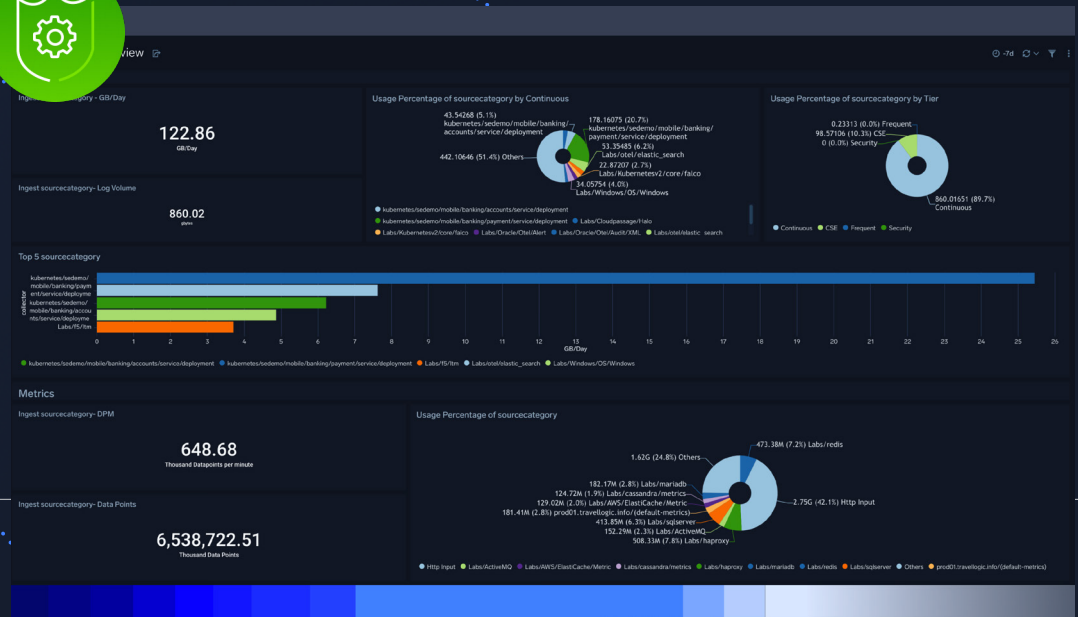 view
-7d
Ingest sourcecategory - GB/Day
122.86
GB/Day
Ingest sourcecategory- Log Volume
860.02
gbytes
Usage Percentage of sourcecategory by Continuous
43.54268 (5.1%)
kubernetes/sedemo/mobile/banking/
accounts/service/deployment
178.16075 (20.7%)
kubernetes/sedemo/mobile/banking/
payment/service/deployment
53.35485 (6.2%)
Labs/otel/elastic_search
22.87207 (2.7%)
Labs/Kubernetesv2/core/falco
34.05754 (4.0%)
Labs/Windows/OS/Windows
442.10646 (51.4%) Others
kubernetes/sedemo/mobile/banking/accounts/service/deployment
kubernetes/sedemo/mobile/banking/payment/service/deployment Labs/Cloudpassage/Halo
Labs/Kubernetesv2/core/falco Labs/Oracle/Otel/Alert Labs/Oracle/Otel/Audit/XML Labs/otel/elastic_search
Usage Percentage of sourcecategory by Tier
0.23313 (0.0%) Frequent
98.57106 (10.3%) CSE
0 (0.0%) Security
860.01651 (89.7%)
Continuous
Continuous CSE Frequent Security
Top 5 sourcecategory
collector
kubernetes/sedemo/
mobile/banking/paym
ent/service/deployme
kubernetes/sedemo/
mobile/banking/accou
nts/service/deployme
Labs/f5/ltm
0 1 2 3 4 5 6 7 8 9 10 11 12 13 14 15 16 17 18 19 20 21 22 23 24 25 26
GB/Day
kubernetes/sedemo/mobile/banking/accounts/service/deployment kubernetes/sedemo/mobile/banking/payment/service/deployment Labs/f5/ltm Labs/otel/elastic_search Labs/Windows/OS/Windows
Metrics
Ingest sourcecategory- DPM
648.68
Thousand Datapoints per minute
Ingest sourcecategory- Data Points
6,538,722.51
Thousand Data Points
Usage Percentage of sourcecategory
473.38M (7.2%) Labs/redis
1.62G (24.8%) Others
182.17M (2.8%) Labs/mariadb
124.72M (1.9%) Labs/cassandra/metrics
129.02M (2.0%) Labs/AWS/ElastiCache/Metric
181.41M (2.8%) prod01.travellogic.info/(default-metrics)
413.85M (6.3%) Labs/sqlserver
152.29M (2.3%) Labs/ActiveMQ
508.33M (7.8%) Labs/haproxy
2.75G (42.1%) Http Input
Http Input Labs/ActiveMQ Labs/AWS/ElastiCache/Metric Labs/cassandra/metrics Labs/haproxy Labs/mariadb Labs/redis Labs/sqlserver Others prod01.travellogic.info/(default-metrics)